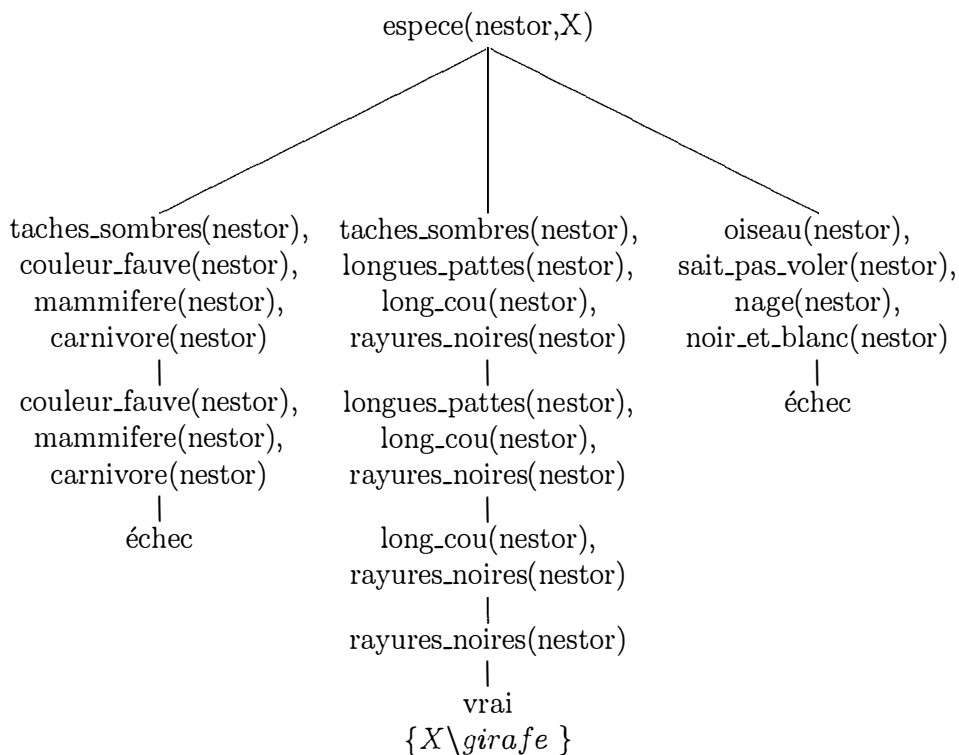 espece(nestor,X)
taches_sombres(nestor),
couleur_fauve(nestor),
mammifere(nestor),
carnivore(nestor)
couleur_fauve(nestor),
mammifere(nestor),
carnivore(nestor)
échec
taches_sombres(nestor),
longues_pattes(nestor),
long_cou(nestor),
rayures_noires(nestor)
longues_pattes(nestor),
long_cou(nestor),
rayures_noires(nestor)
long_cou(nestor),
rayures_noires(nestor)
rayures_noires(nestor)
vrai
{X\girafe }
oiseau(nestor),
sait_pas_voler(nestor),
nage(nestor),
noir_et_blanc(nestor)
échec